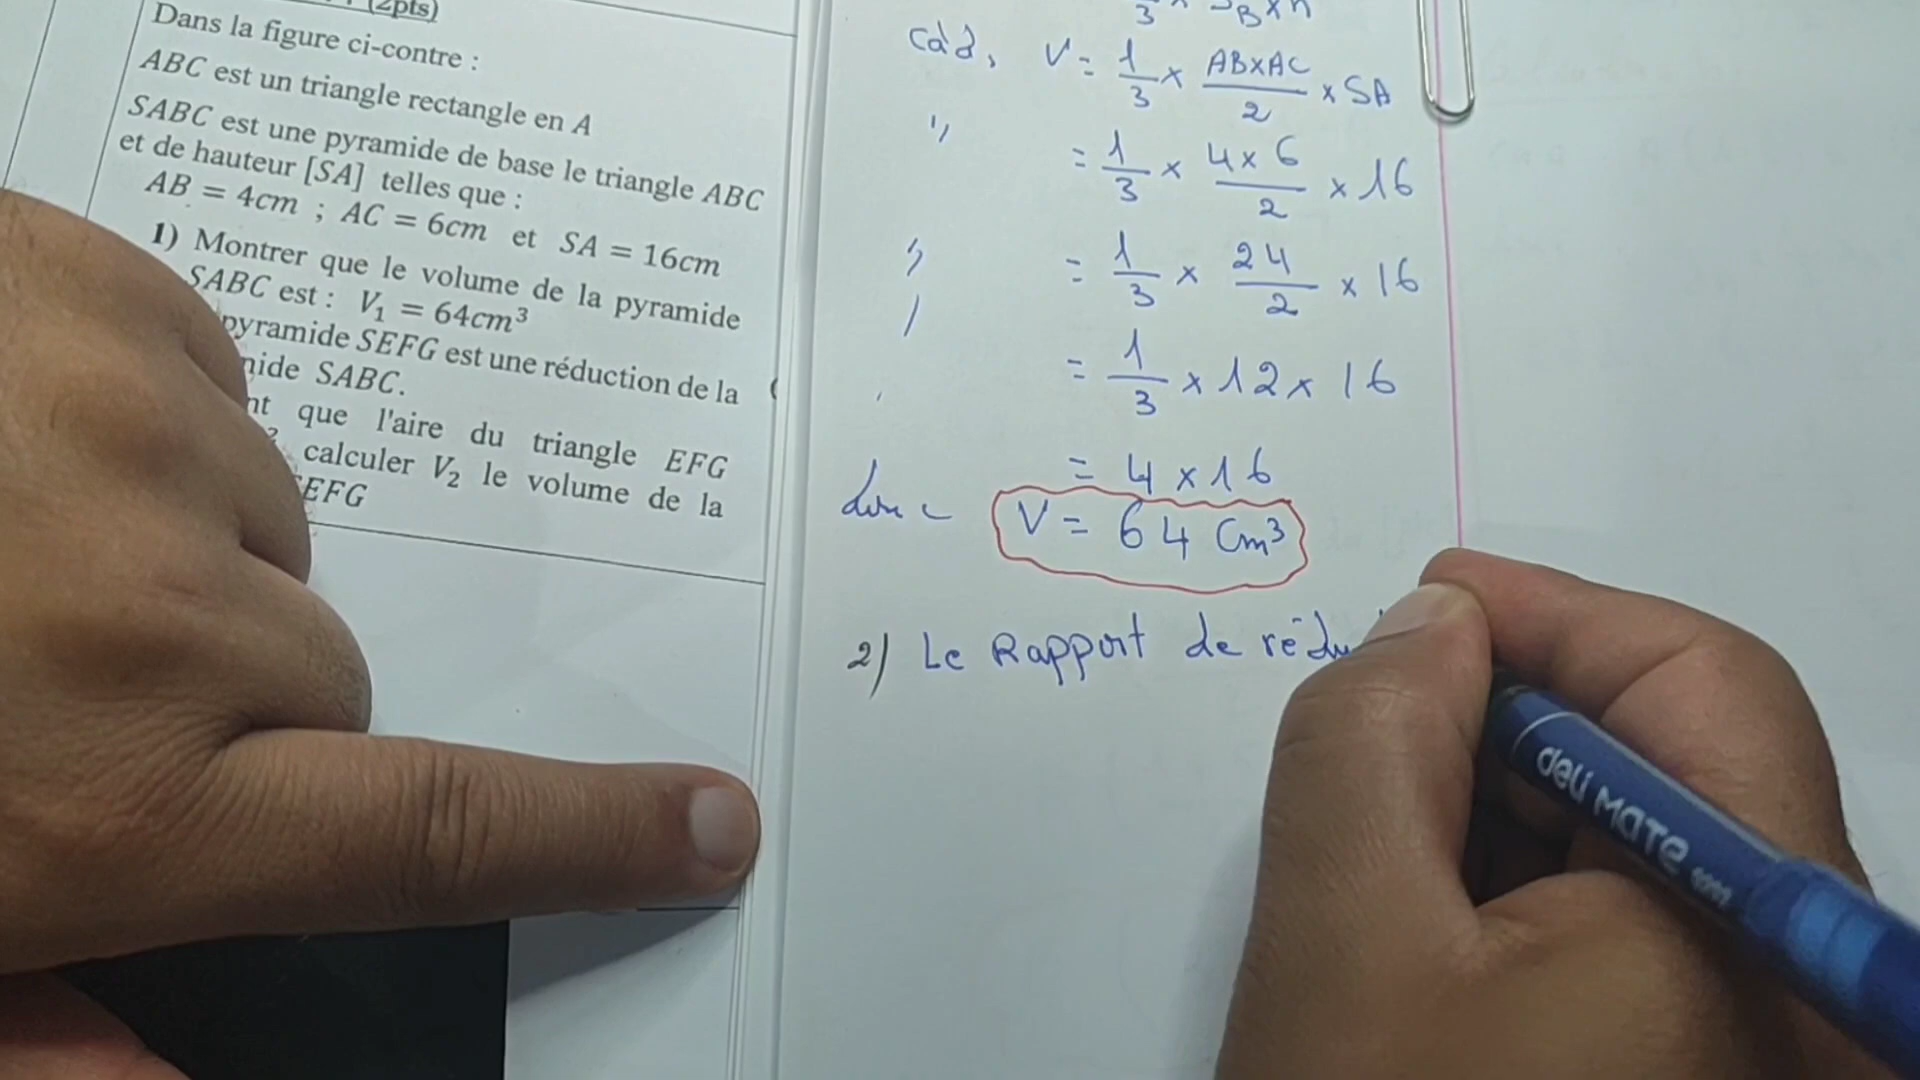 (2pts)
Dans la figure ci-contre :
ABC est un triangle rectangle en A
SABC est une pyramide de base le triangle ABC
et de hauteur [SA] telles que :
AB = 4cm ; AC = 6cm et SA = 16cm
1) Montrer que le volume de la pyramide
SABC est : V₁ = 64cm³
pyramide SEFG est une réduction de la
mide SABC.
nt que l'aire du triangle EFG
calculer V₂ le volume de la
EFG
càd, V = 1/3 × AB×AC/2 × SA
= 1/3 × 4×6/2 × 16
= 1/3 × 24/2 × 16
= 1/3 × 12 × 16
= 4 × 16
donc V = 64 Cm³
2) Le Rapport de rédu
deli MATE